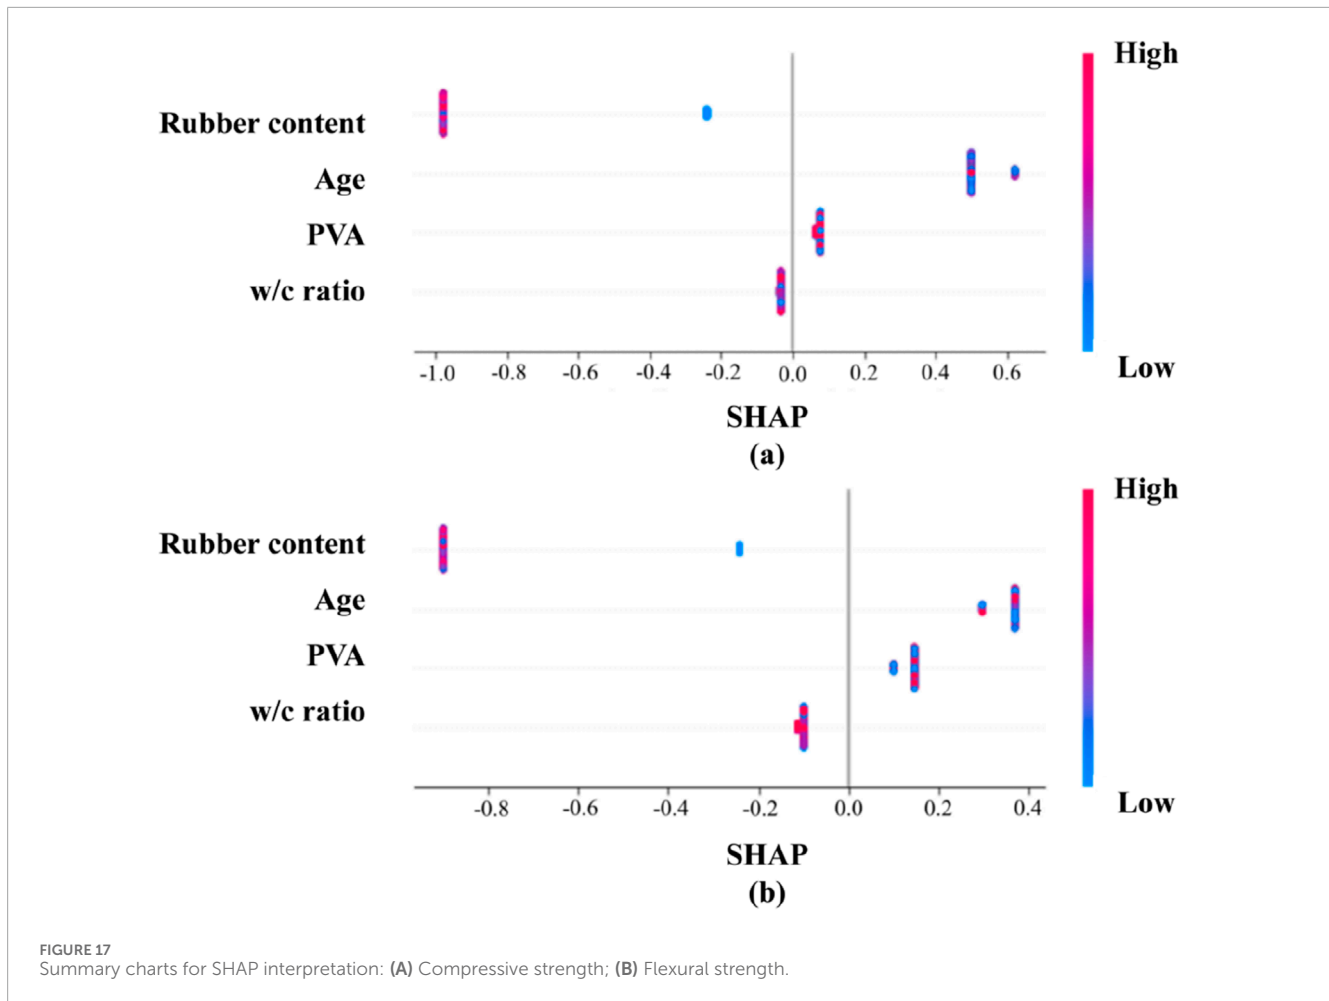 High
Rubber content
Age
PVA
w/c ratio
-1.0 -0.8 -0.6 -0.4 -0.2 0.0 0.2 0.4 0.6
Low
SHAP
(a)
High
Rubber content
Age
PVA
w/c ratio
-0.8 -0.6 -0.4 -0.2 0.0 0.2 0.4
Low
SHAP
(b)
FIGURE 17
Summary charts for SHAP interpretation: (A) Compressive strength; (B) Flexural strength.